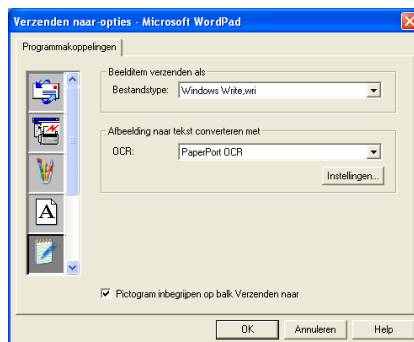 Verzenden naar-opties - Microsoft WordPad
Programmakoppelingen
Beelditem verzenden als
Bestandstype: Windows Write,wri
Afbeelding naar tekst converteren met
OCR: PaperPort OCR
Instellingen...
A
Pictogram inbegrijpen op balk Verzenden naar
OK Annuleren Help